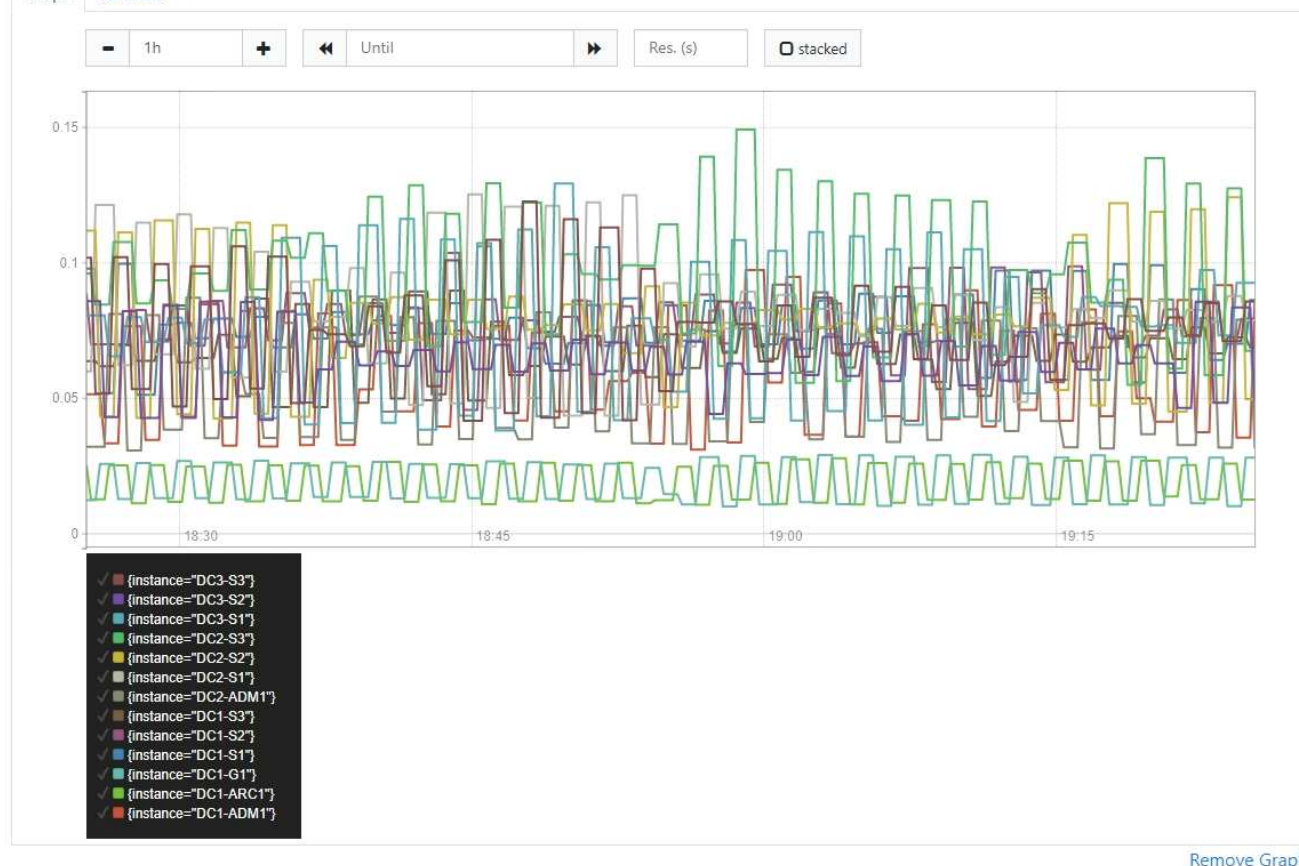 − 1h + Until Res. (s) stacked
0.15
0.1
0.05
0
18:30 18:45 19:00 19:15
{instance="DC3-S3"}
{instance="DC3-S2"}
{instance="DC3-S1"}
{instance="DC2-S3"}
{instance="DC2-S2"}
{instance="DC2-S1"}
{instance="DC2-ADM1"}
{instance="DC1-S3"}
{instance="DC1-S2"}
{instance="DC1-S1"}
{instance="DC1-G1"}
{instance="DC1-ARC1"}
{instance="DC1-ADM1"}
Remove Grap